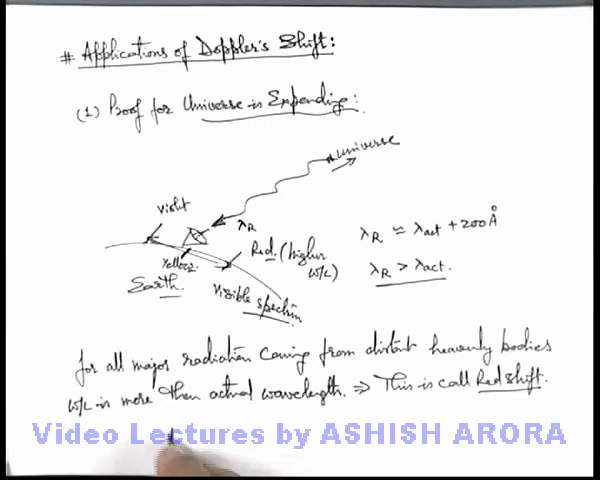 # Applications of Doppler's Shift:
(1) Proof for Universe is Expending:
universe
violet
λR
Red (higher
w/L)
Yellow
Earth
Visible spectrum
λR ≃ λact + 200 Å
λR > λact.
for all major radiation coming from distant heavenly bodies
w/L is more then actual wavelength. ⇒ This is call Red shift.
Video Lectures by ASHISH ARORA